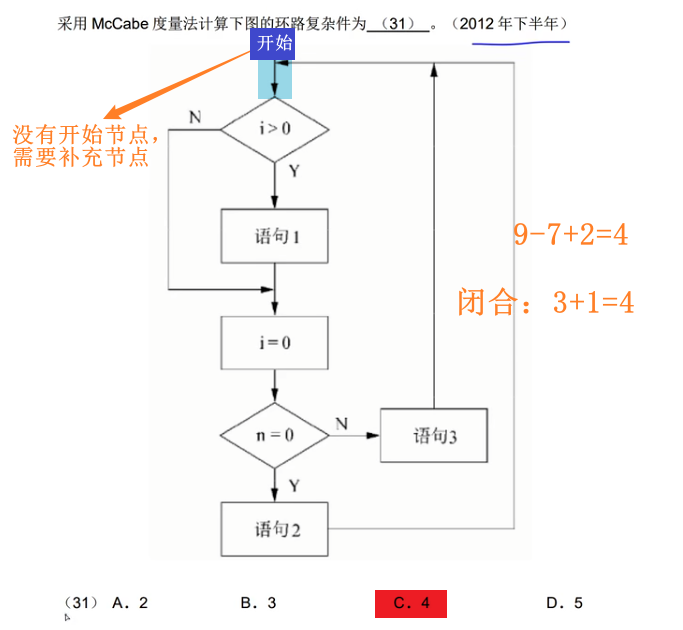 采用 McCabe 度量法计算下图的环路复杂件为 （31） 。（2012 年下半年）
开始
没有开始节点，
需要补充节点
N
i>0
Y
语句1
9-7+2=4
闭合：3+1=4
i=0
n=0
N
语句3
Y
语句2
（31） A. 2 B. 3 C. 4 D. 5